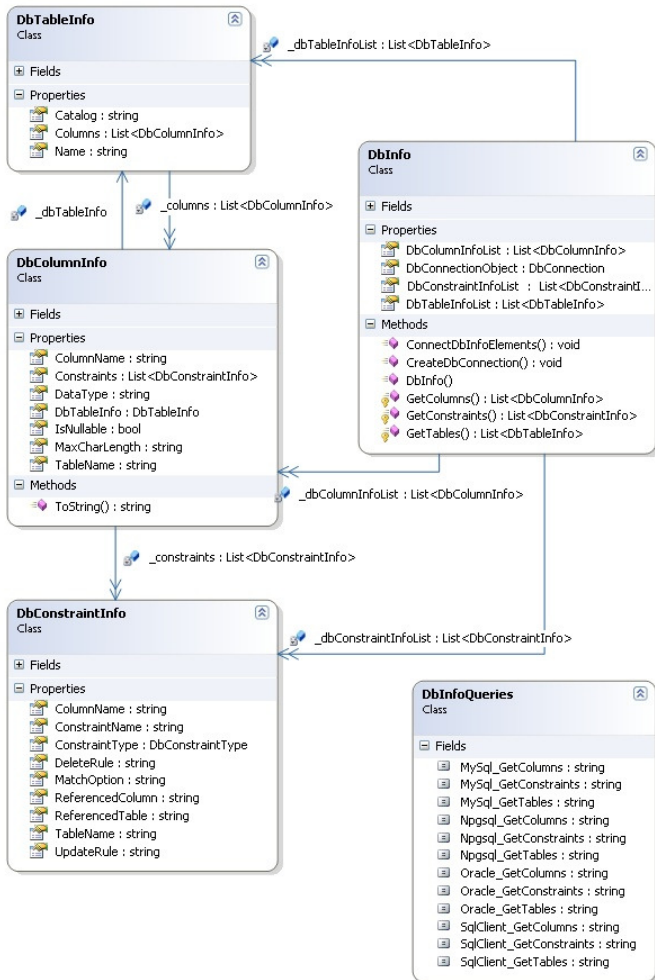 DbTableInfo
Class
Fields
Properties
Catalog : string
Columns : List<DbColumnInfo>
Name : string
_dbTableInfoList : List<DbTableInfo>
_dbTableInfo
_columns : List<DbColumnInfo>
DbInfo
Class
Fields
Properties
DbColumnInfoList : List<DbColumnInfo>
DbConnectionObject : DbConnection
DbConstraintInfoList : List<DbConstraintI...
DbTableInfoList : List<DbTableInfo>
Methods
ConnectDbInfoElements() : void
CreateDbConnection() : void
DbInfo()
GetColumns() : List<DbColumnInfo>
GetConstraints() : List<DbConstraintInfo>
GetTables() : List<DbTableInfo>
DbColumnInfo
Class
Fields
Properties
ColumnName : string
Constraints : List<DbConstraintInfo>
DataType : string
DbTableInfo : DbTableInfo
IsNullable : bool
MaxCharLength : string
TableName : string
Methods
ToString() : string
_dbColumnInfoList : List<DbColumnInfo>
_constraints : List<DbConstraintInfo>
DbConstraintInfo
Class
Fields
Properties
ColumnName : string
ConstraintName : string
ConstraintType : DbConstraintType
DeleteRule : string
MatchOption : string
ReferencedColumn : string
ReferencedTable : string
TableName : string
UpdateRule : string
_dbConstraintInfoList : List<DbConstraintInfo>
DbInfoQueries
Class
Fields
MySql_GetColumns : string
MySql_GetConstraints : string
MySql_GetTables : string
Npgsql_GetColumns : string
Npgsql_GetConstraints : string
Npgsql_GetTables : string
Oracle_GetColumns : string
Oracle_GetConstraints : string
Oracle_GetTables : string
SqlClient_GetColumns : string
SqlClient_GetConstraints : string
SqlClient_GetTables : string